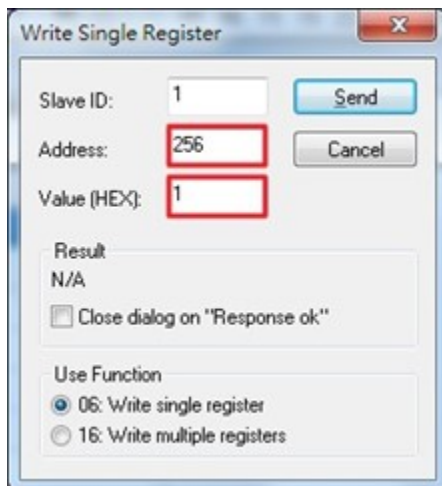 Write Single Register
Slave ID: 1 Send
Address: 256 Cancel
Value (HEX): 1
Result
N/A
Close dialog on "Response ok"
Use Function
06: Write single register
16: Write multiple registers